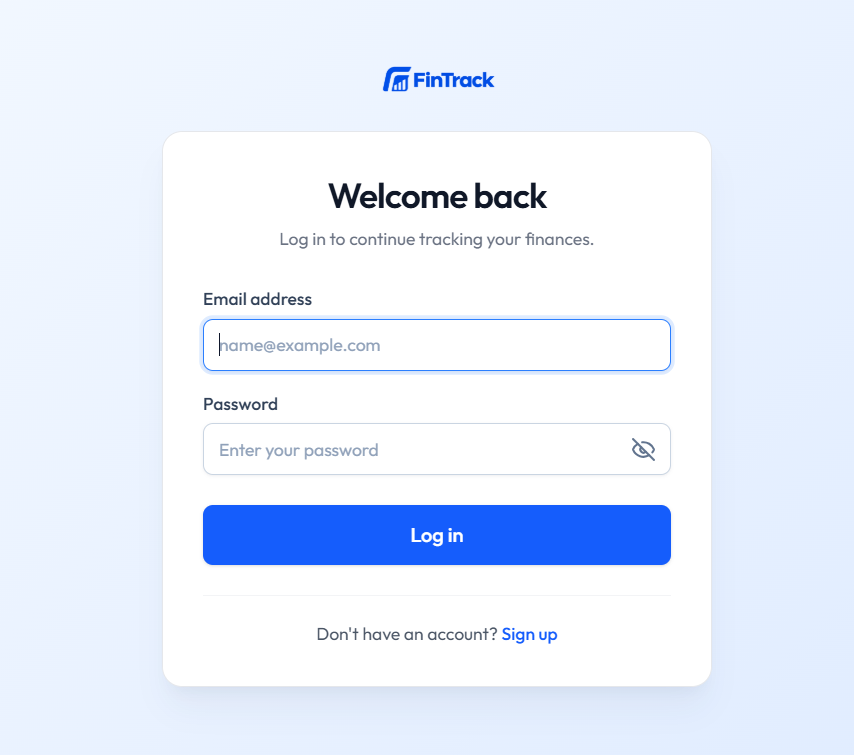 FinTrack
Welcome back
Log in to continue tracking your finances.
Email address
name@example.com
Password
Enter your password
Log in
Don't have an account? Sign up